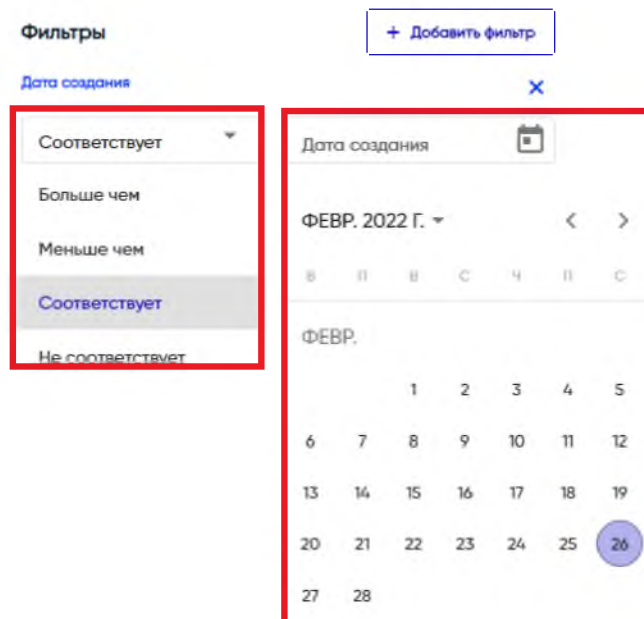 Фильтры
+ Добавить фильтр
Дата создания
Соответствует
Больше чем
Меньше чем
Соответствует
Не соответствует
Дата создания
ФЕВР. 2022 Г.
В П В С Ч П С
ФЕВР.
1 2 3 4 5
6 7 8 9 10 11 12
13 14 15 16 17 18 19
20 21 22 23 24 25 26
27 28